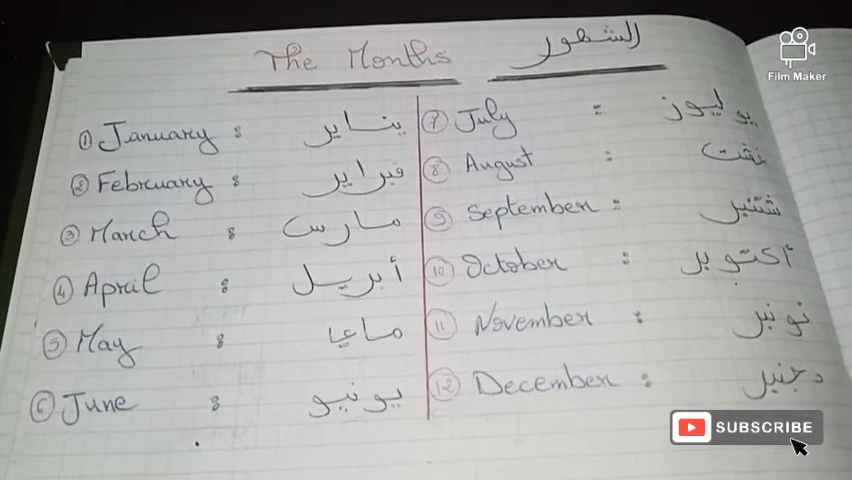 The Months الشهور
① January : يناير
② February : فبراير
③ March : مارس
④ April : أبريل
⑤ May : ماي
⑥ June : يونيو
⑦ July : يوليوز
⑧ August : غشت
⑨ September : شتنبر
⑩ October : أكتوبر
⑪ November : نونبر
⑫ December : دجنبر
Film Maker
SUBSCRIBE